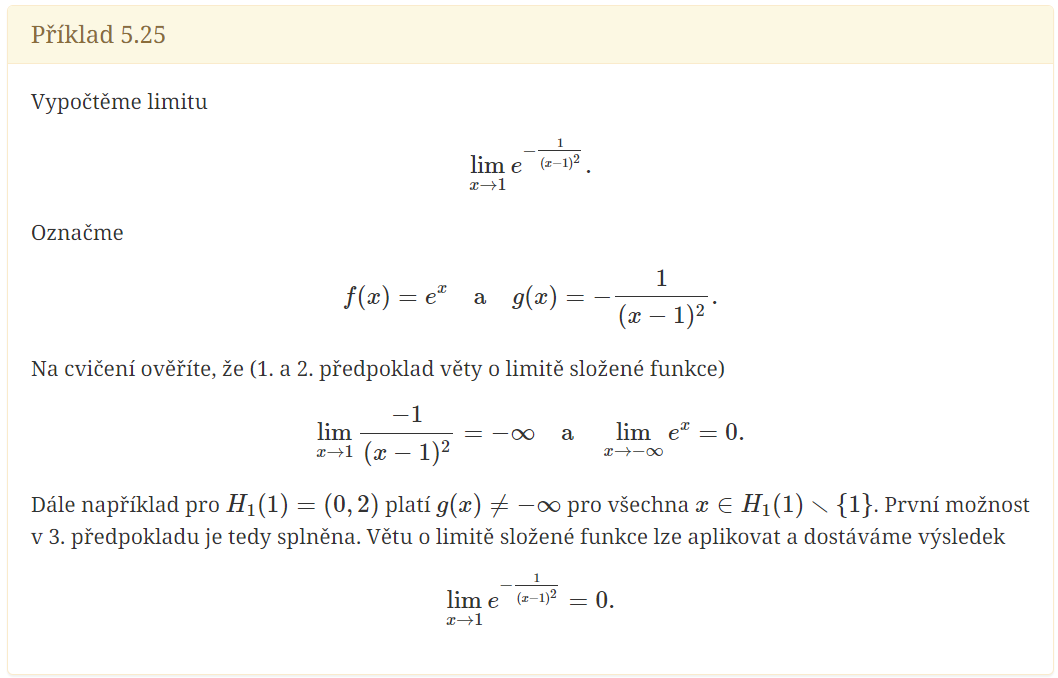 Příklad 5.25
Vypočtěme limitu
\lim_{x \to 1} e^{-\frac{1}{(x-1)^2}}.
Označme
f(x) = e^x \quad a \quad g(x) = -\frac{1}{(x-1)^2}.
Na cvičení ověříte, že (1. a 2. předpoklad věty o limitě složené funkce)
\lim_{x \to 1} \frac{-1}{(x-1)^2} = -\infty \quad a \quad \lim_{x \to -\infty} e^x = 0.
Dále například pro H_1(1) = (0, 2) platí g(x) \neq -\infty pro všechna x \in H_1(1) \setminus \{1\}. První možnost
v 3. předpokladu je tedy splněna. Větu o limitě složené funkce lze aplikovat a dostáváme výsledek
\lim_{x \to 1} e^{-\frac{1}{(x-1)^2}} = 0.